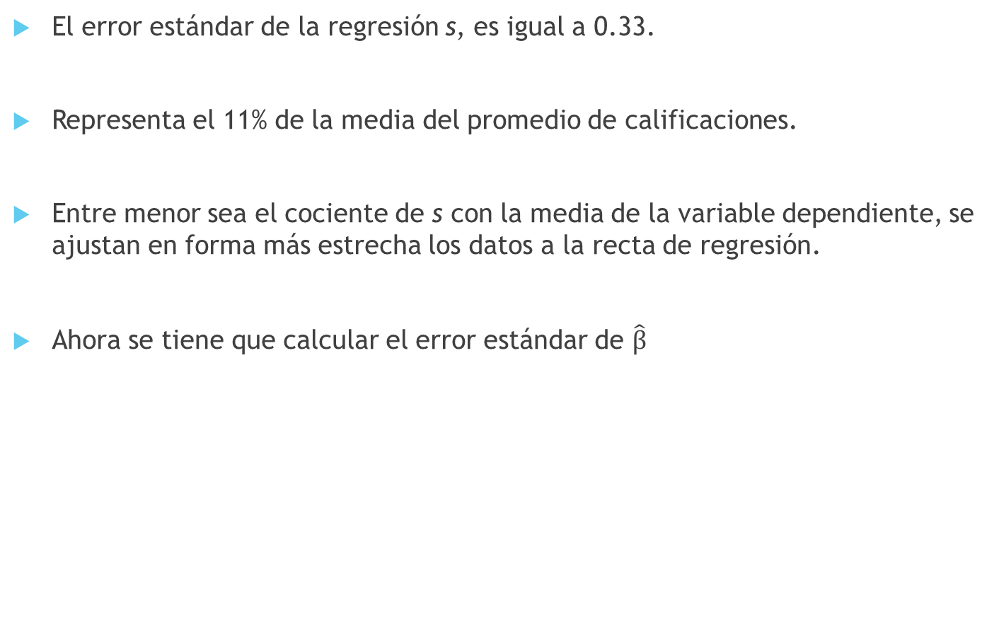 El error estándar de la regresión s, es igual a 0.33.
Representa el 11% de la media del promedio de calificaciones.
Entre menor sea el cociente de s con la media de la variable dependiente, se
ajustan en forma más estrecha los datos a la recta de regresión.
Ahora se tiene que calcular el error estándar de β̂